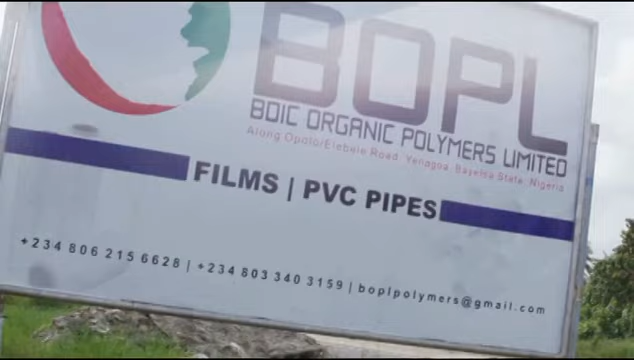 BOPL
BOIC ORGANIC POLYMERS LIMITED
Along Opolo/Elebele Road, Yenagoa, Bayelsa State, Nigeria
FILMS | PVC PIPES
+234 806 215 6628 | +234 803 340 3159 | boplpolymers@gmail.com